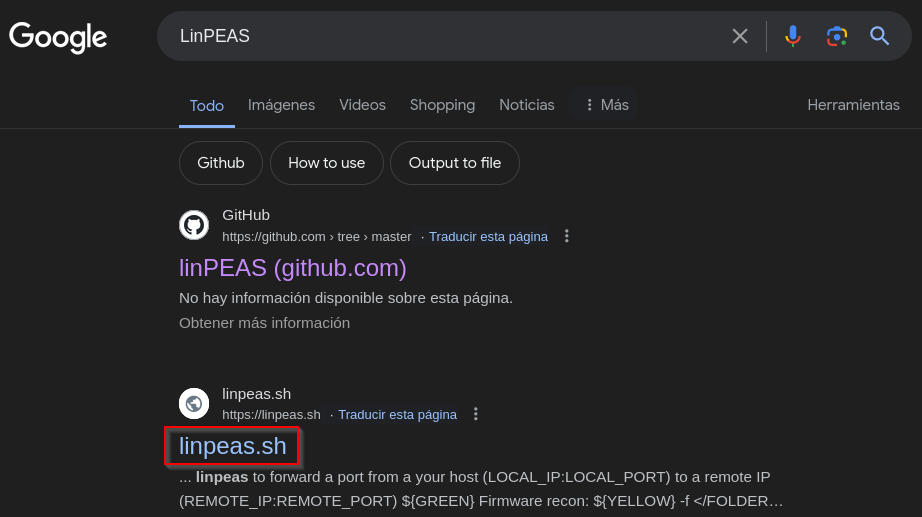 Google
LinPEAS
Todo Imágenes Videos Shopping Noticias Más Herramientas
Github How to use Output to file
GitHub
https://github.com › tree › master · Traducir esta página
linPEAS (github.com)
No hay información disponible sobre esta página.
Obtener más información
linpeas.sh
https://linpeas.sh · Traducir esta página
linpeas.sh
... linpeas to forward a port from a your host (LOCAL_IP:LOCAL_PORT) to a remote IP
(REMOTE_IP:REMOTE_PORT) ${GREEN} Firmware recon: ${YELLOW} -f </FOLDER…